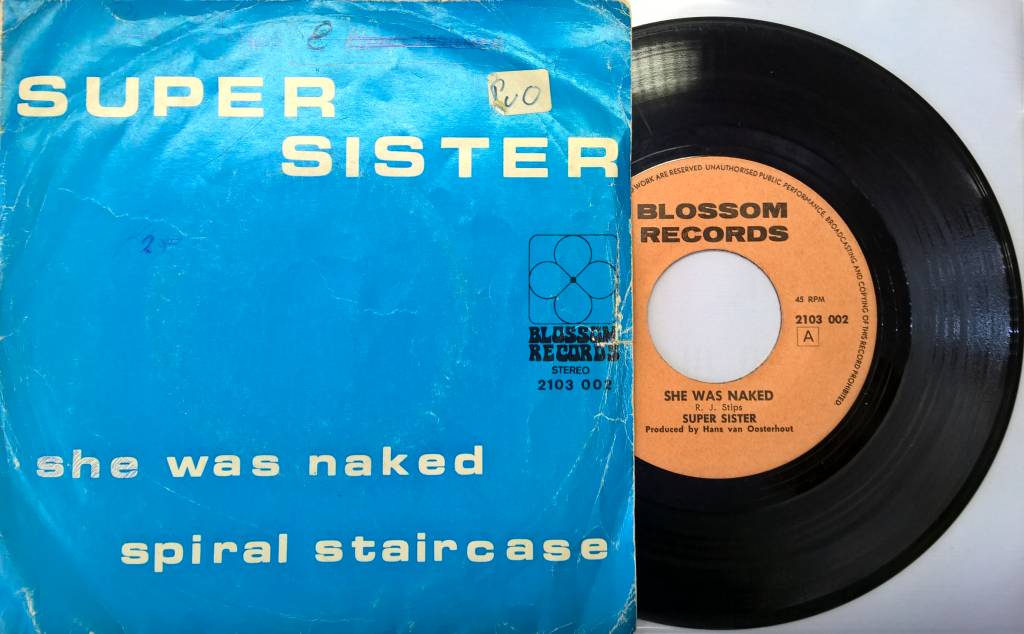 SUPER
SISTER
PvO
BLOSSOM
RECORDS
STEREO
2103 002
she was naked
spiral staircase
WORK ARE RESERVED UNAUTHORISED PUBLIC PERFORMANCE, BROADCASTING AND COPYING OF THIS RECORD PROHIBITED
BLOSSOM
RECORDS
45 RPM
2103 002
A
SHE WAS NAKED
R. J. Stips
SUPER SISTER
Produced by Hans van Oosterhout